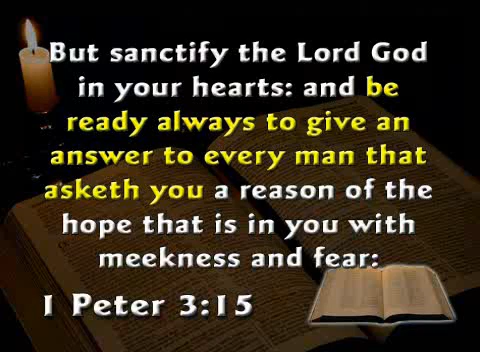 But sanctify the Lord God
in your hearts: and be
ready always to give an
answer to every man that
asketh you a reason of the
hope that is in you with
meekness and fear:
1 Peter 3:15